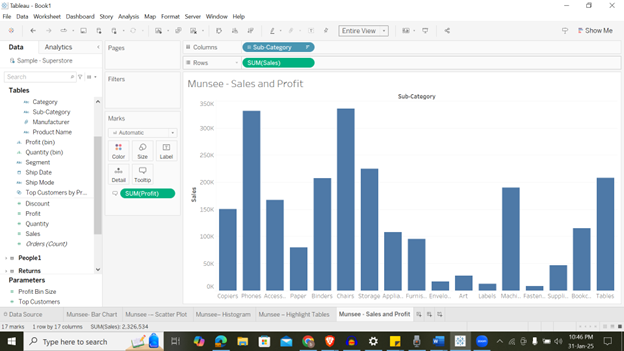 Tableau - Book1
File Data Worksheet Dashboard Story Analysis Map Format Server Window Help
Entire View
Show Me
Data Analytics
Sample - Superstore
Search
Tables
Category
Sub-Category
Manufacturer
Product Name
Profit (bin)
Quantity (bin)
Segment
Ship Date
Ship Mode
Top Customers by Pr...
Discount
Profit
Quantity
Sales
Orders (Count)
People1
Returns
Parameters
Profit Bin Size
Top Customers
Pages
Filters
Marks
Automatic
Color Size Label
Detail Tooltip
SUM(Profit)
Columns Sub-Category
Rows SUM(Sales)
Munsee - Sales and Profit
Sub-Category
350K
300K
250K
200K
150K
100K
50K
0K
Sales
Copiers Phones Access.. Paper Binders Chairs Storage Applia.. Furnis.. Envelo.. Art Labels Machi.. Fasten.. Suppli.. Bookc.. Tables
Data Source Munsee- Bar Chart Munsee -- Scatter Plot Munsee-- Histogram Munsee -- Highlight Tables Munsee - Sales and Profit
17 marks 1 row by 17 columns SUM(Sales): 2,326,534
Type here to search
10:46 PM
31-Jan-25